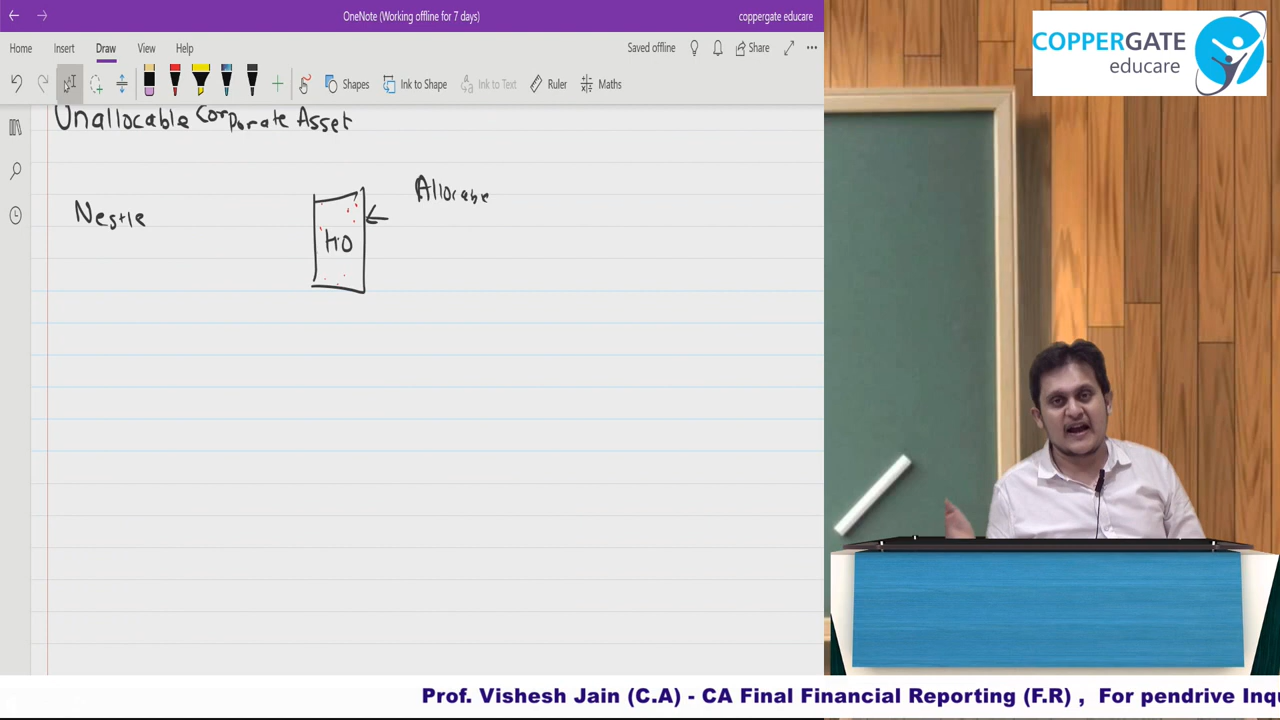 OneNote (Working offline for 7 days)
coppergate educare
Home Insert Draw View Help
Saved offline
Share
Shapes
Ink to Shape
Ink to Text
Ruler
Maths
COPPERGATE
educare
Unallocable Corporate Asset
Allocabe
Nestle
HO
Prof. Vishesh Jain (C.A) - CA Final Financial Reporting (F.R) , For pendrive Inq